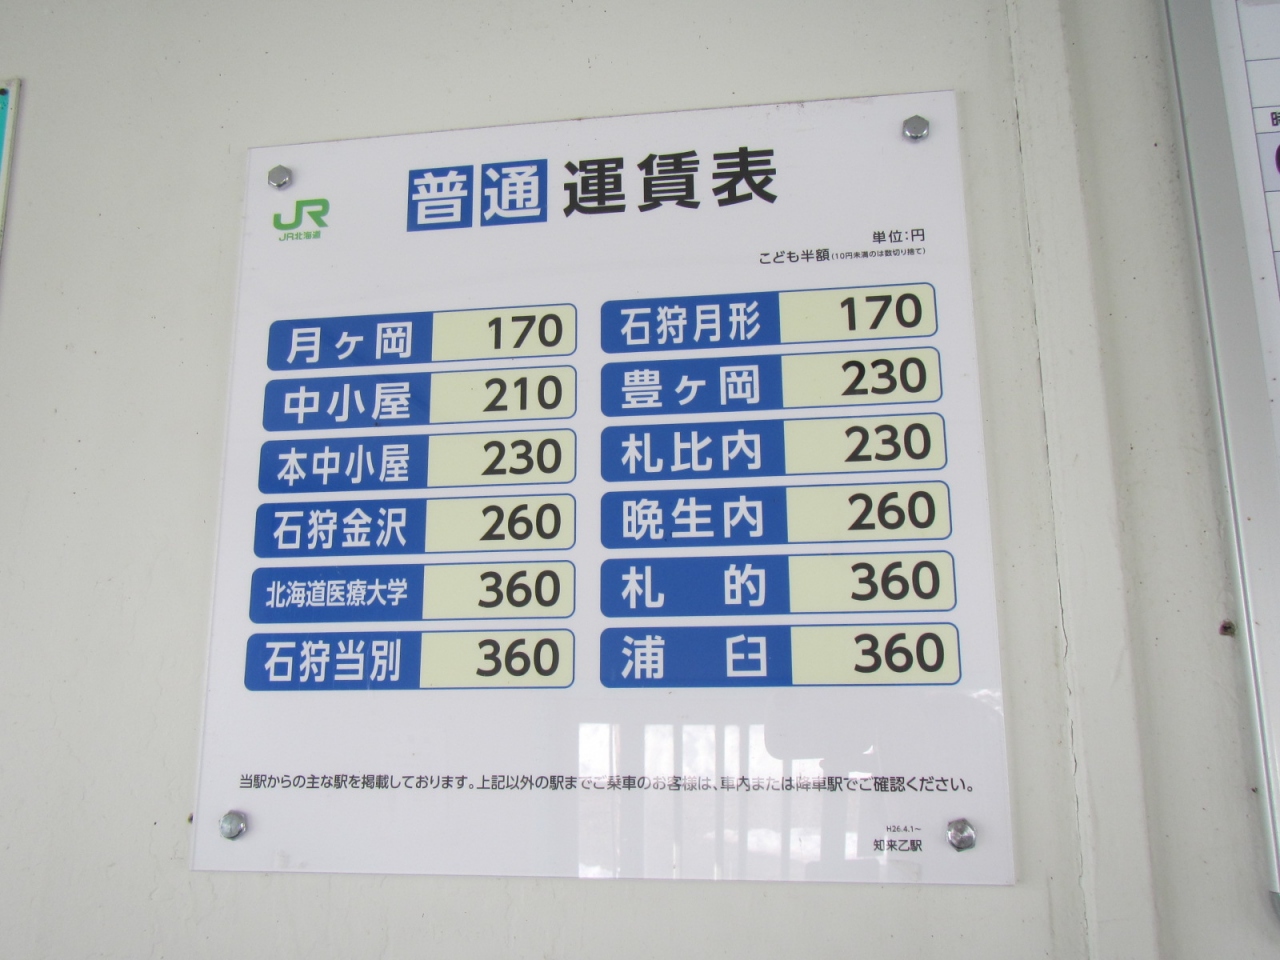 JR
JR北海道
普通運賃表
単位:円
こども半額(10円未満のは数切り捨て)
月ヶ岡 170
中小屋 210
本中小屋 230
石狩金沢 260
北海道医療大学 360
石狩当別 360
石狩月形 170
豊ヶ岡 230
札比内 230
晩生内 260
札的 360
浦臼 360
当駅からの主な駅を掲載しております。上記以外の駅までご乗車のお客様は、車内または降車駅でご確認ください。
H26.4.1~
知来乙駅
時